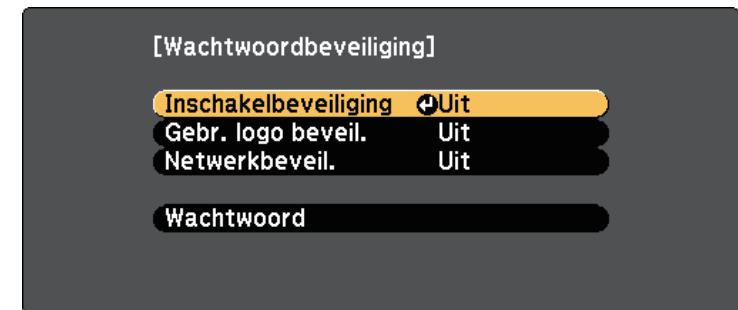 [Wachtwoordbeveiliging]
Inschakelbeveiliging Uit
Gebr. logo beveil. Uit
Netwerkbeveil. Uit
Wachtwoord